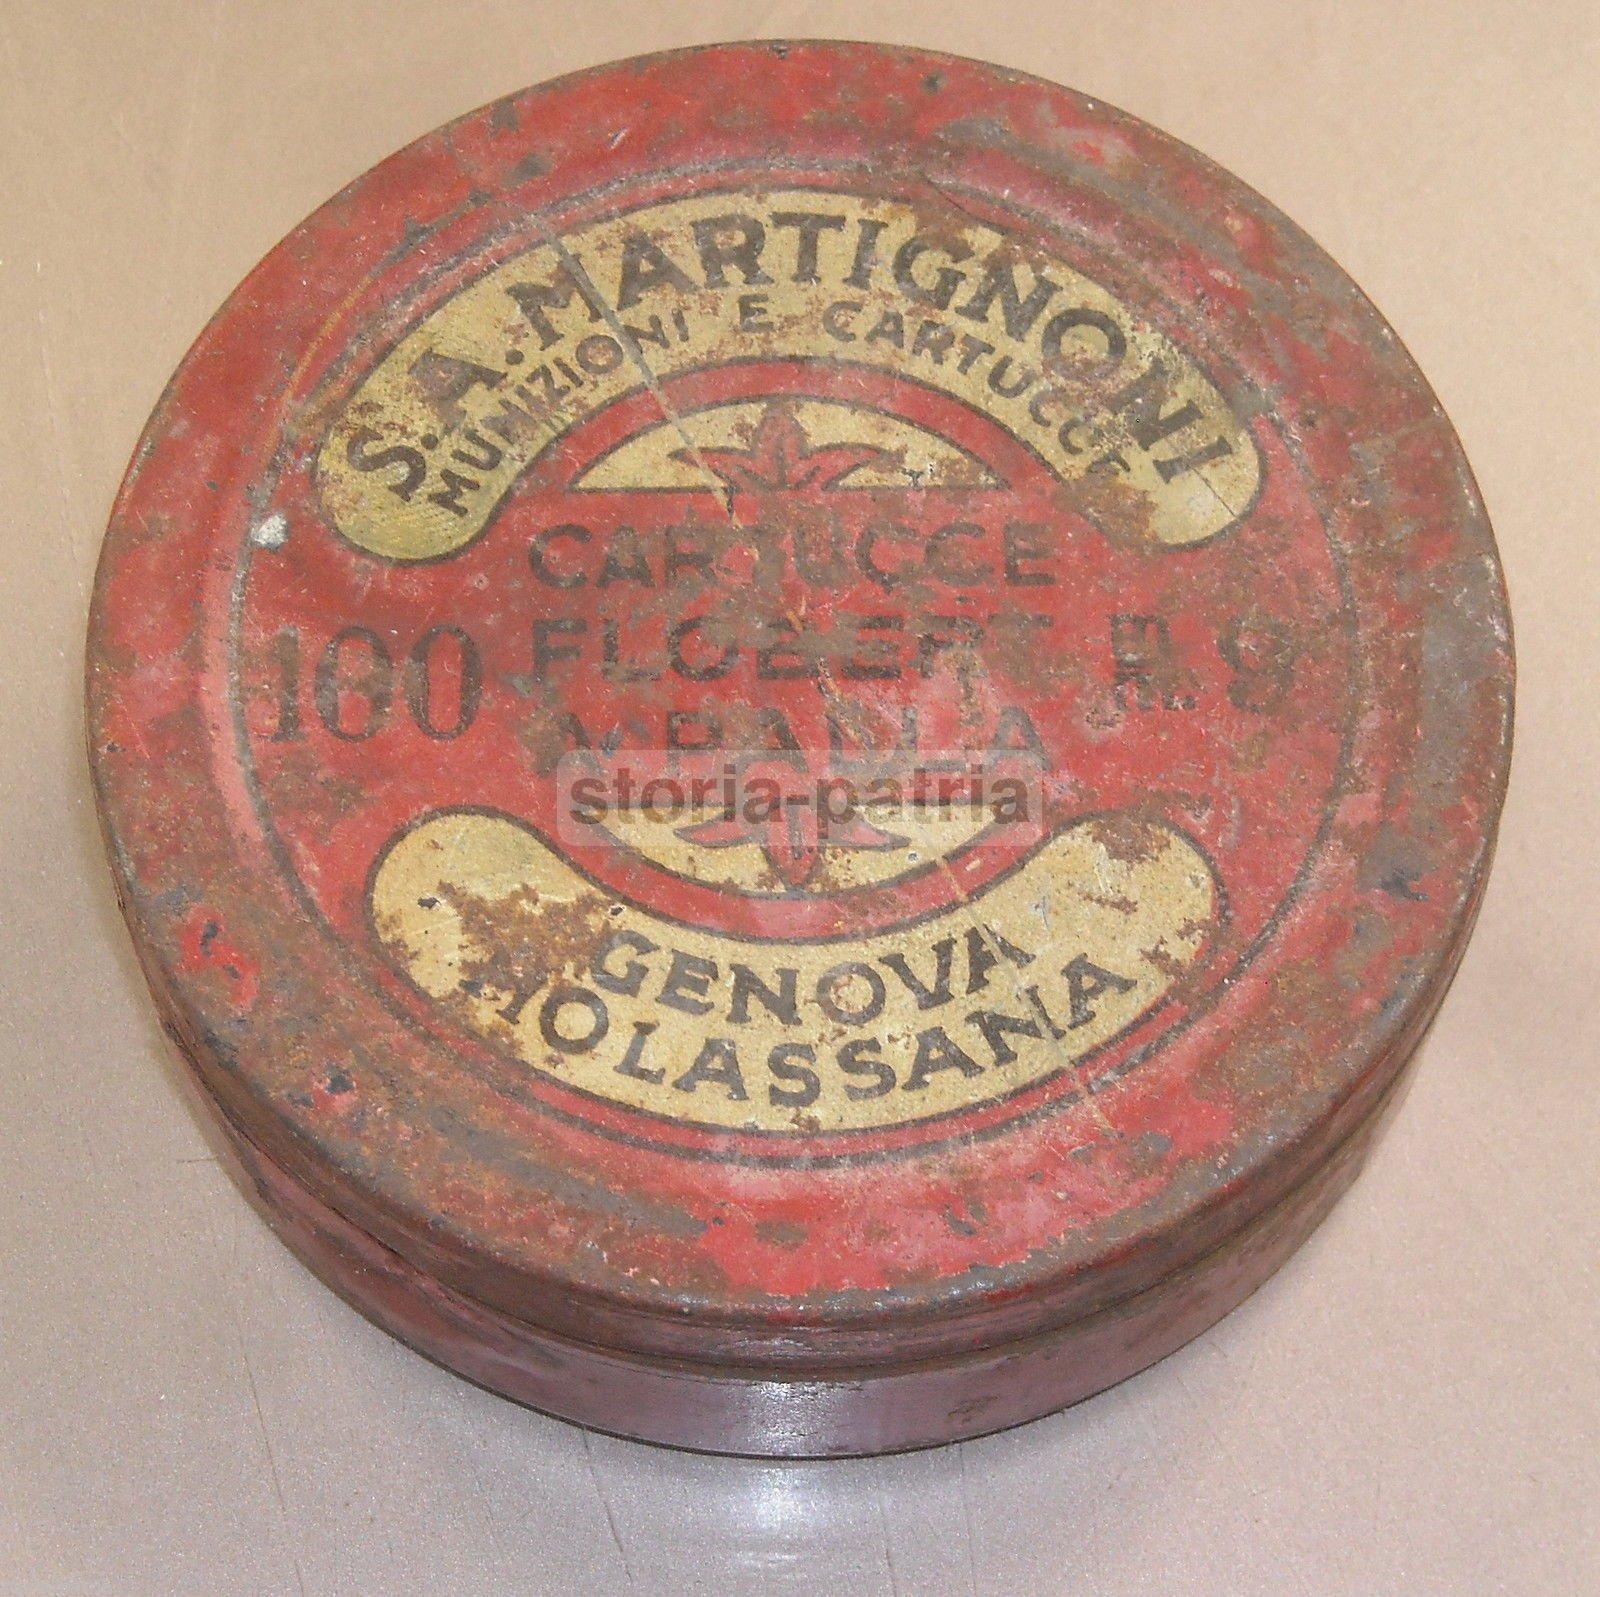 S.A. MARTIGNONI
MUNIZIONI E CARTUCCE
CARTUCCE
100 FLOBERT m/m. 9
A PALLA
storia-patria
GENOVA
MOLASSANA